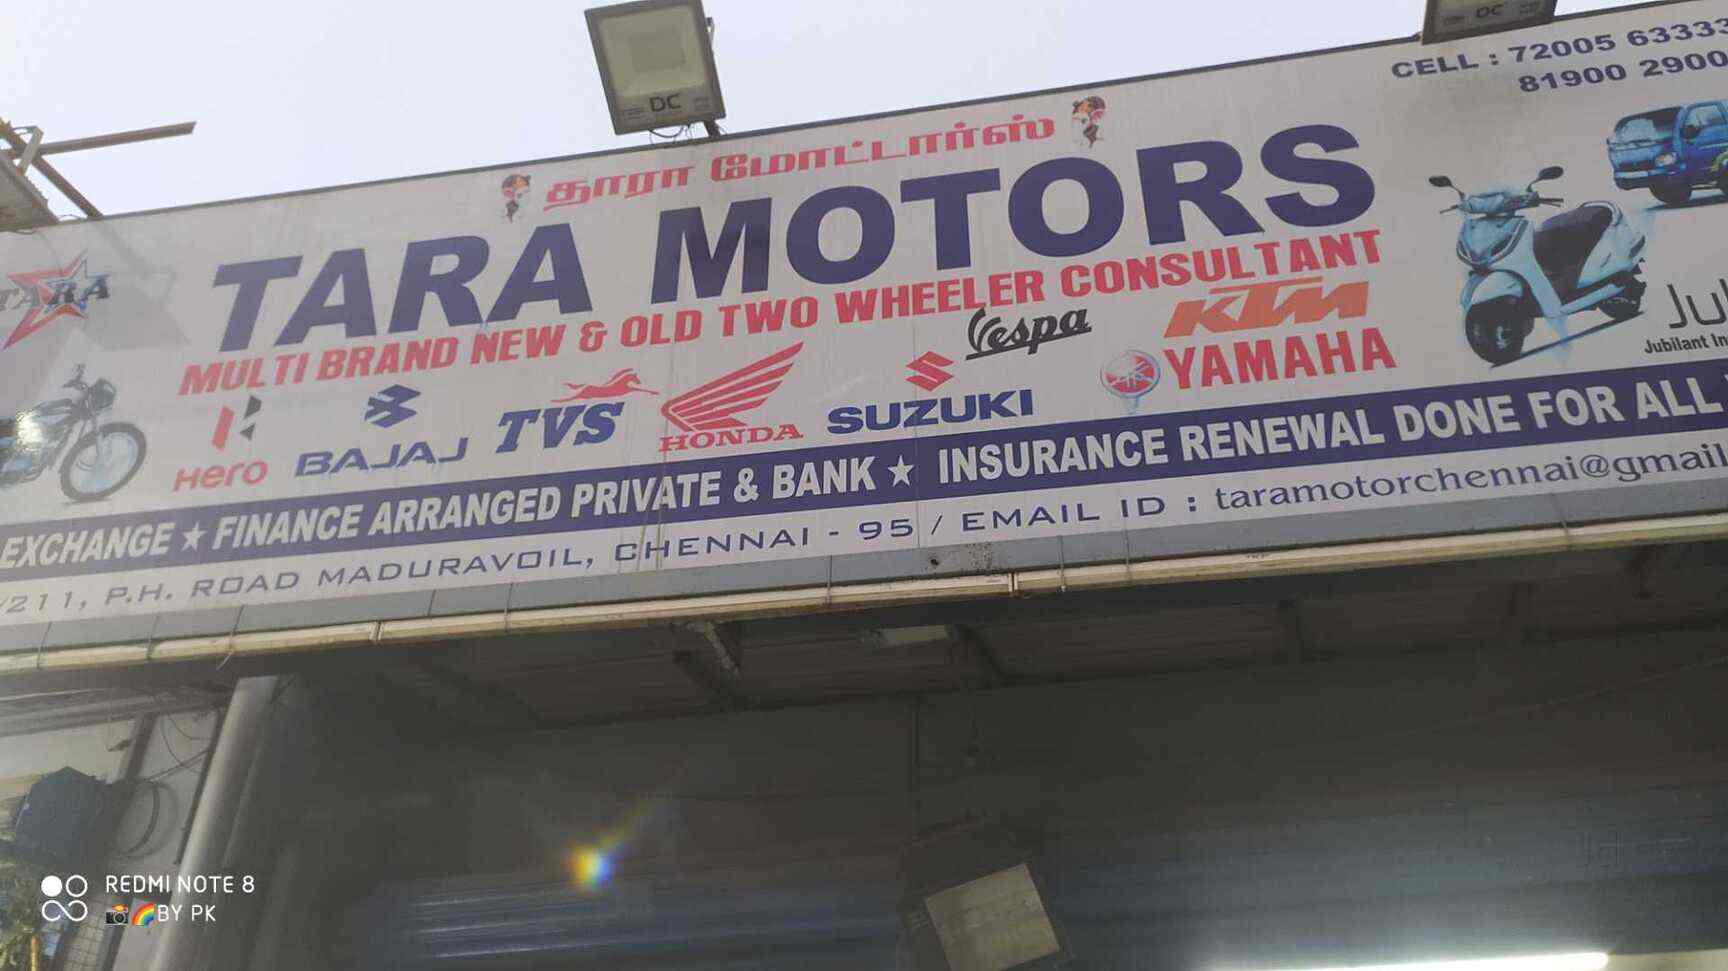 CELL : 72005 63333
81900 2900
தாரா மோட்டார்ஸ்
TARA
TARA MOTORS
MULTI BRAND NEW & OLD TWO WHEELER CONSULTANT
Hero BAJAJ TVS HONDA SUZUKI Vespa KTM YAMAHA
Jubilant
EXCHANGE ★ FINANCE ARRANGED PRIVATE & BANK ★ INSURANCE RENEWAL DONE FOR ALL
/211, P.H. ROAD MADURAVOIL, CHENNAI - 95 / EMAIL ID : taramotorchennai@gmail
DC
DC
REDMI NOTE 8
BY PK